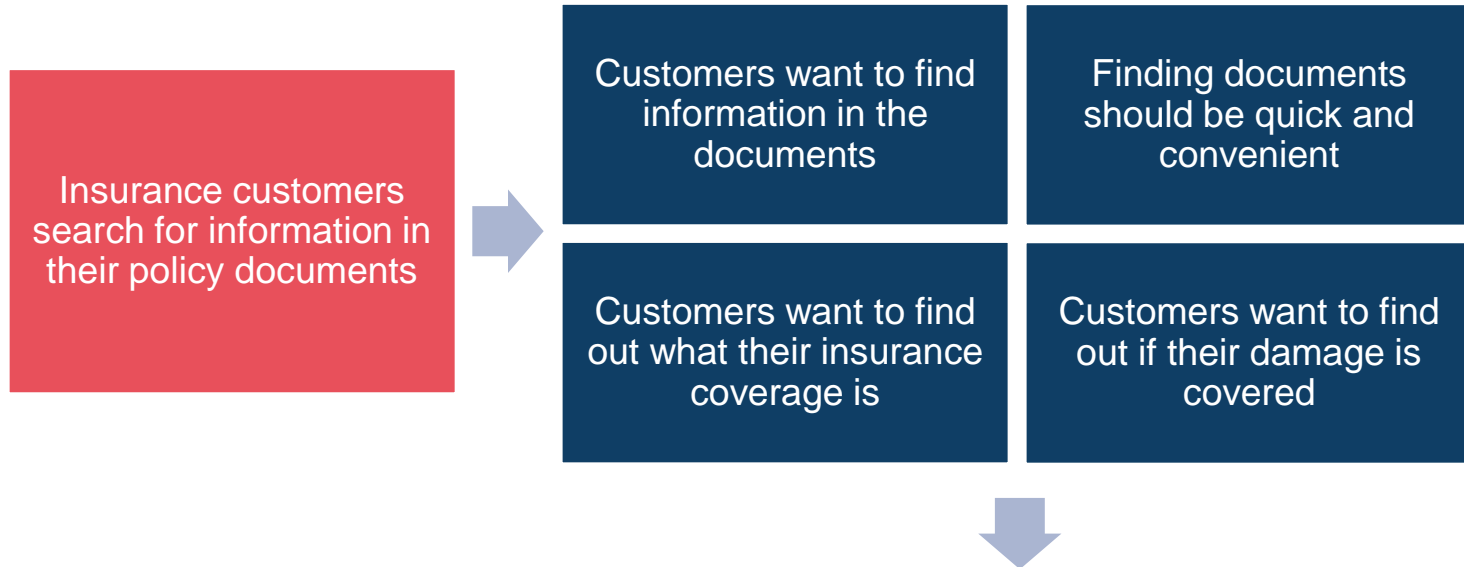 Insurance customers
search for information in
their policy documents
Customers want to find
information in the
documents
Finding documents
should be quick and
convenient
Customers want to find
out what their insurance
coverage is
Customers want to find
out if their damage is
covered